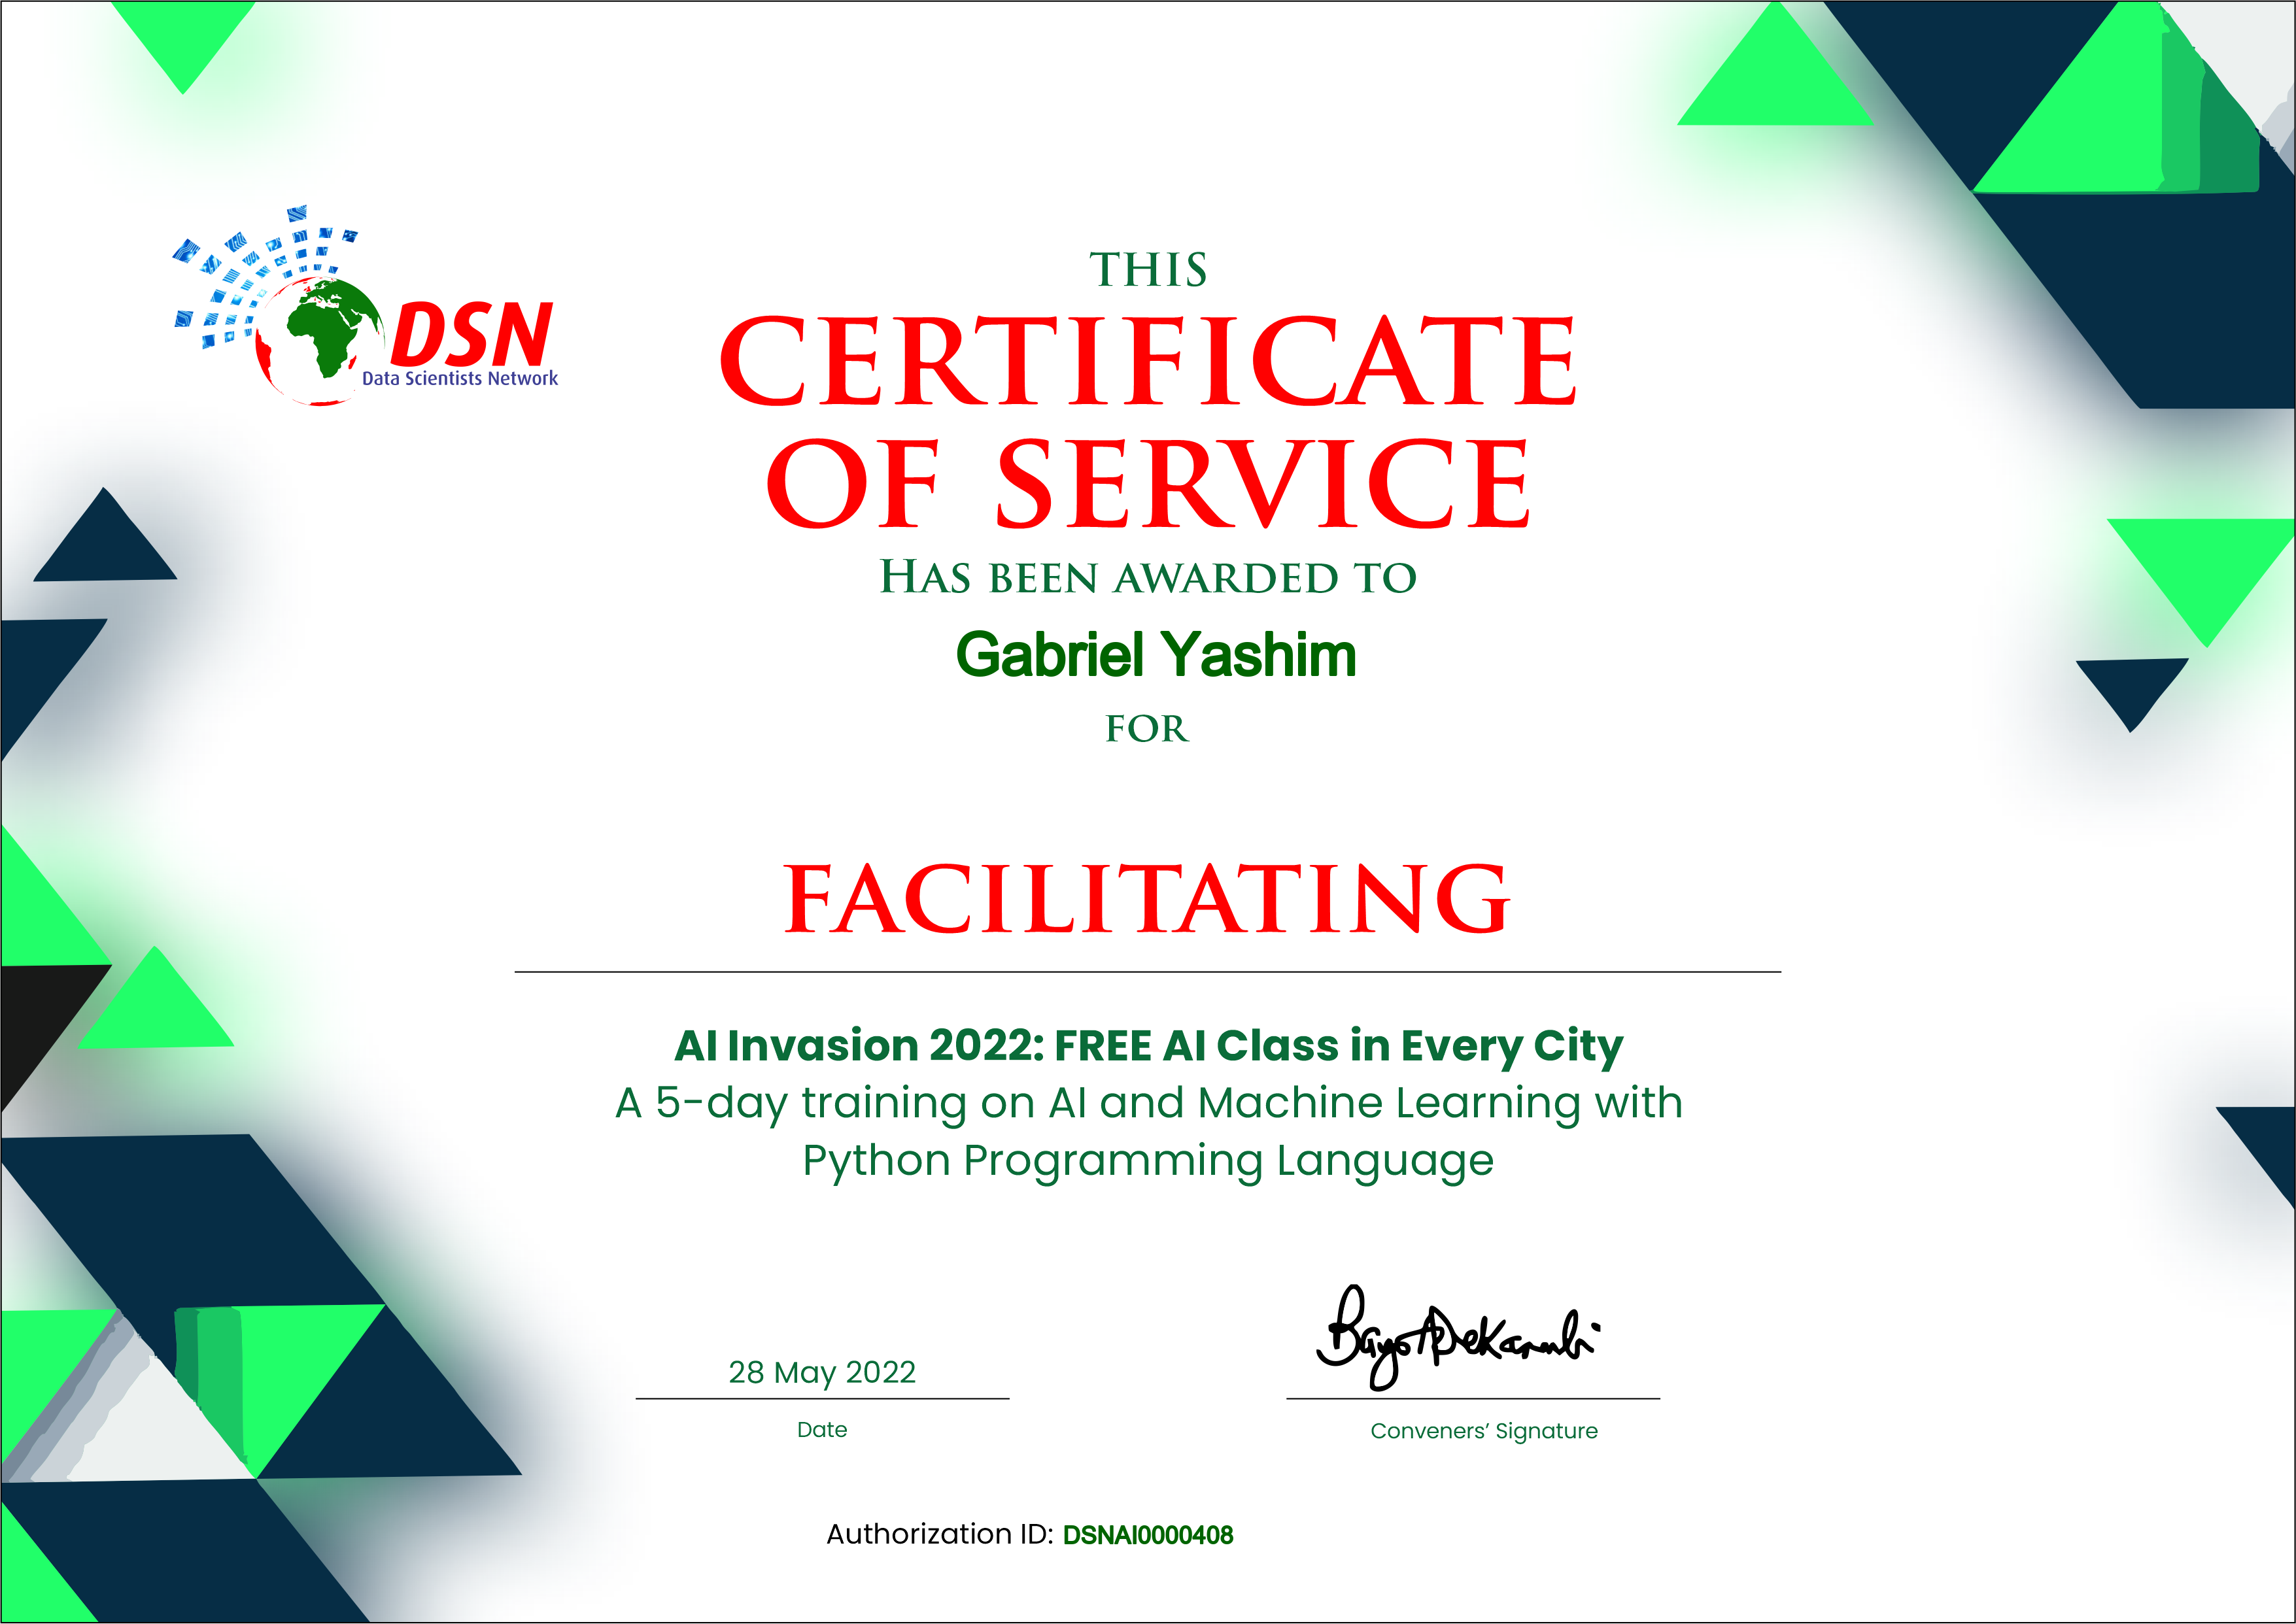 DSN
Data Scientists Network
THIS
CERTIFICATE
OF SERVICE
HAS BEEN AWARDED TO
Gabriel Yashim
FOR
FACILITATING
AI Invasion 2022: FREE AI Class in Every City
A 5-day training on AI and Machine Learning with
Python Programming Language
28 May 2022
Date
Conveners’ Signature
Authorization ID: DSNAI0000408